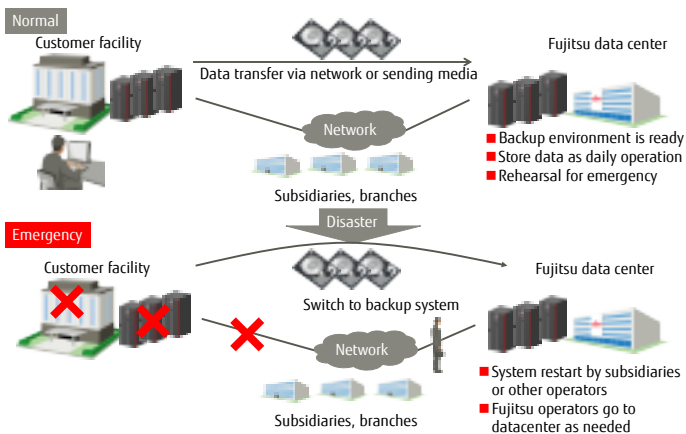 Normal
Customer facility
Fujitsu data center
Data transfer via network or sending media
Network
Backup environment is ready
Store data as daily operation
Rehearsal for emergency
Subsidiaries, branches
Disaster
Emergency
Customer facility
Fujitsu data center
Switch to backup system
Network
System restart by subsidiaries
or other operators
Fujitsu operators go to
datacenter as needed
Subsidiaries, branches